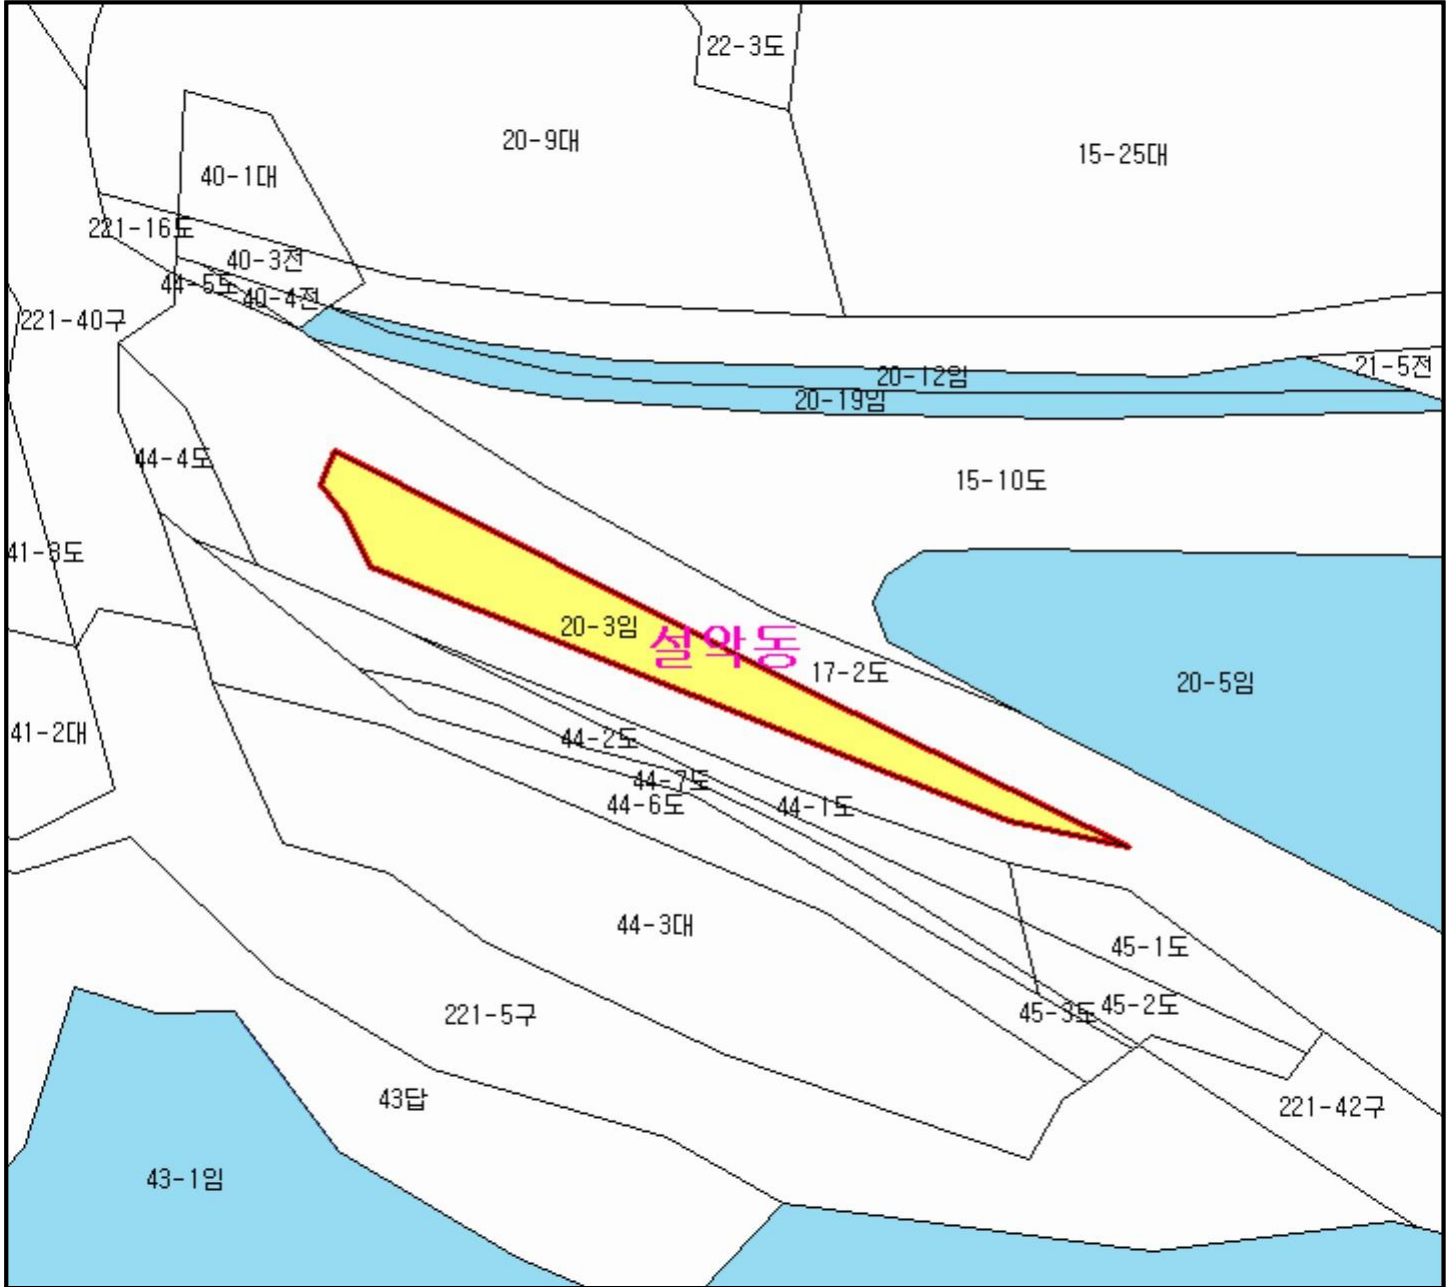 22-3도
20-9대
15-25대
40-1대
221-16도
40-3전
44-5도
40-4전
221-40구
21-5전
20-12임
20-19임
44-4도
15-10도
41-3도
20-3임
설악동
17-2도
20-5임
41-2대
44-2도
44-7도
44-6도
44-1도
44-3대
45-1도
45-2도
45-3도
221-5구
43답
221-42구
43-1임